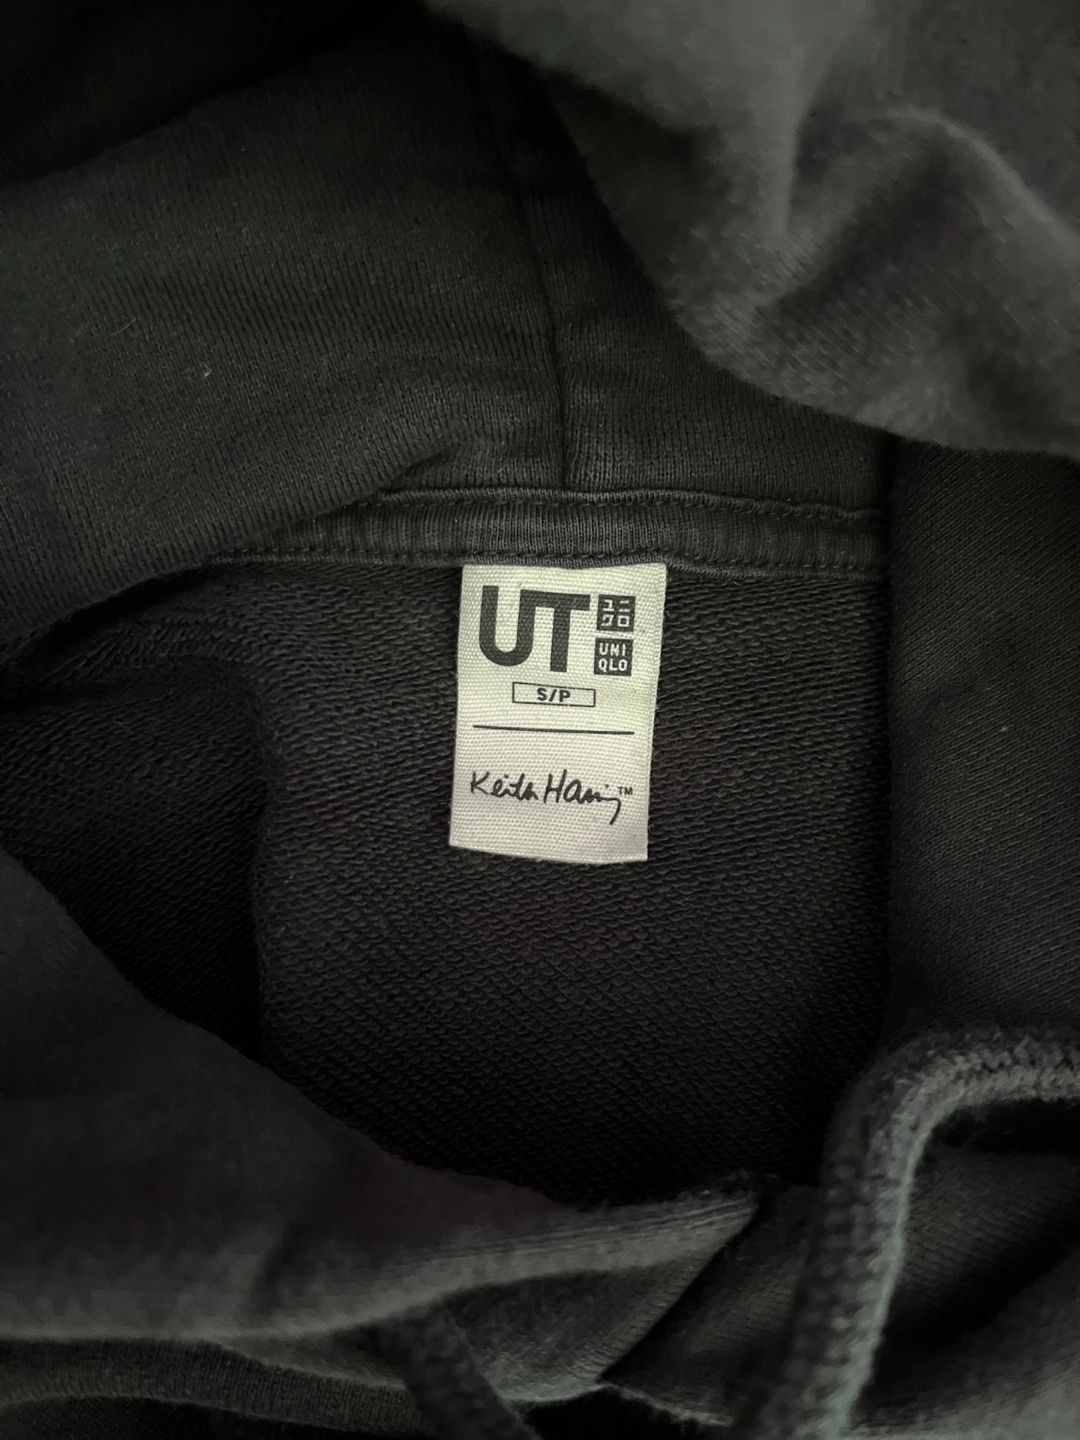 UT
ユニ
クロ
UNI
QLO
S/P
Keith Haring™